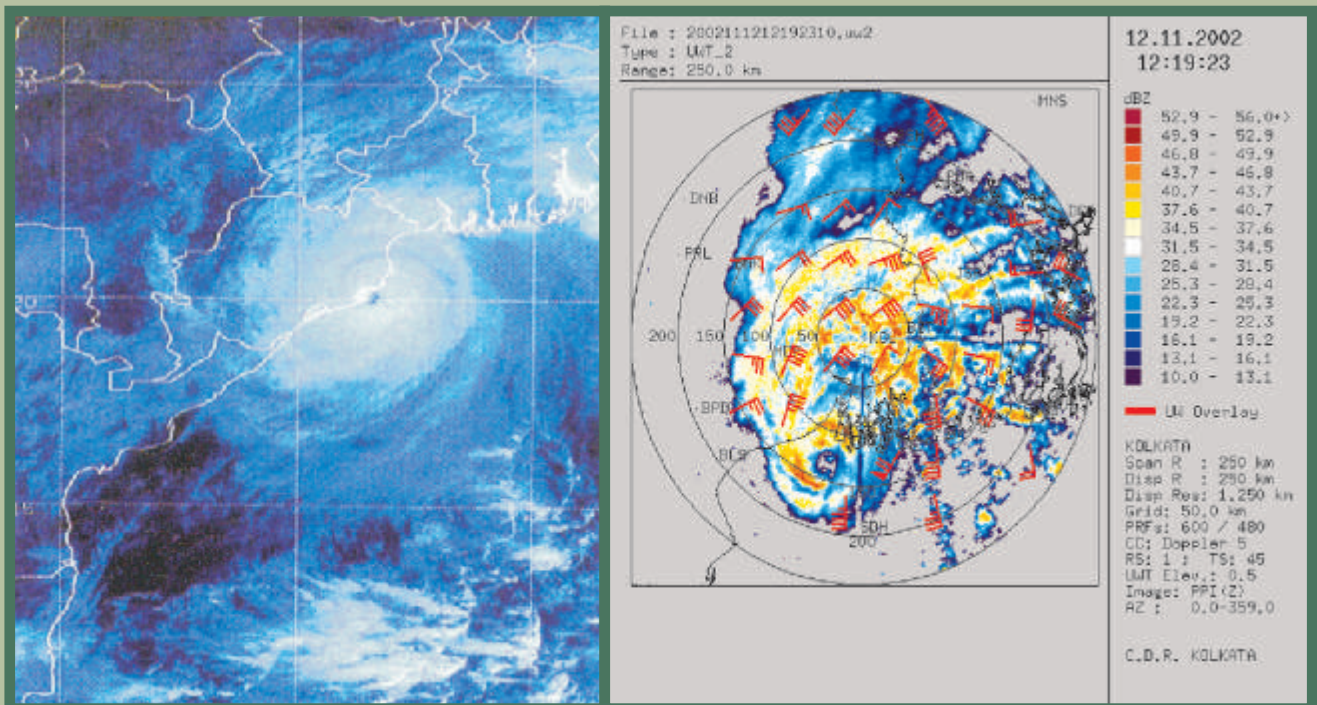 20
15
File : 2002111212192310.uw2
Type : UWT_2
Range: 250.0 km
MNS
DNB
PRL
200 150 100 50
BPD
BLS
SDH
200
12.11.2002
12:19:23
dBZ
52.9 - 56.0+>
49.9 - 52.9
46.8 - 49.9
43.7 - 46.8
40.7 - 43.7
37.6 - 40.7
34.5 - 37.6
31.5 - 34.5
28.4 - 31.5
25.3 - 28.4
22.3 - 25.3
19.2 - 22.3
16.1 - 19.2
13.1 - 16.1
10.0 - 13.1
UW Overlay
KOLKATA
Scan R : 250 km
Disp R : 250 km
Disp Res: 1.250 km
Grid: 50.0 km
PRFs: 600 / 480
CC: Doppler 5
RS: 1 ; TS: 45
UWT Elev.: 0.5
Image: PPI(Z)
AZ : 0.0-359.0
C.D.R. KOLKATA